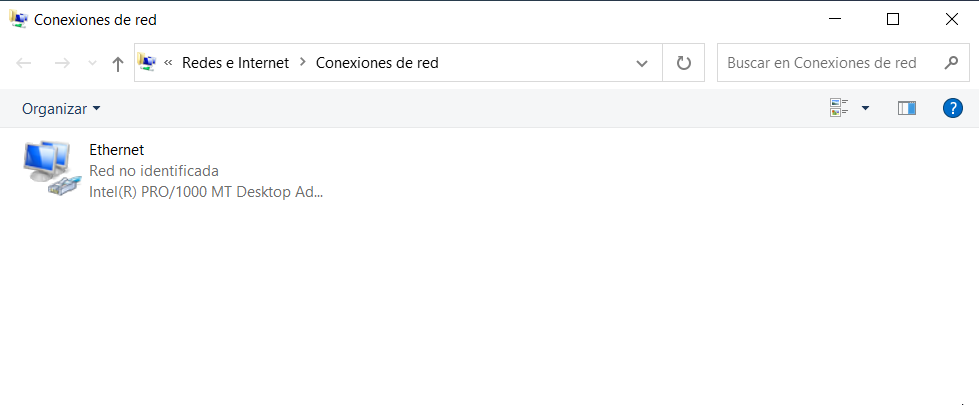 Conexiones de red
« Redes e Internet > Conexiones de red
Buscar en Conexiones de red
Organizar
Ethernet
Red no identificada
Intel(R) PRO/1000 MT Desktop Ad...